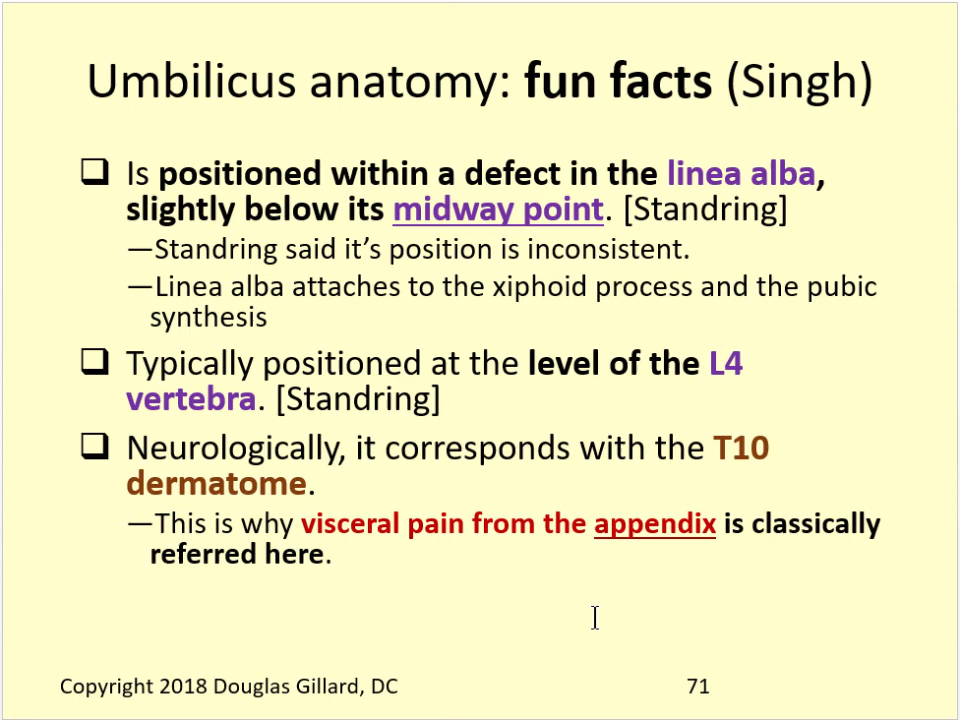 Umbilicus anatomy: fun facts (Singh)
Is positioned within a defect in the linea alba,
slightly below its midway point. [Standring]
—Standring said it’s position is inconsistent.
—Linea alba attaches to the xiphoid process and the pubic
synthesis
Typically positioned at the level of the L4
vertebra. [Standring]
Neurologically, it corresponds with the T10
dermatome.
—This is why visceral pain from the appendix is classically
referred here.
Copyright 2018 Douglas Gillard, DC
71